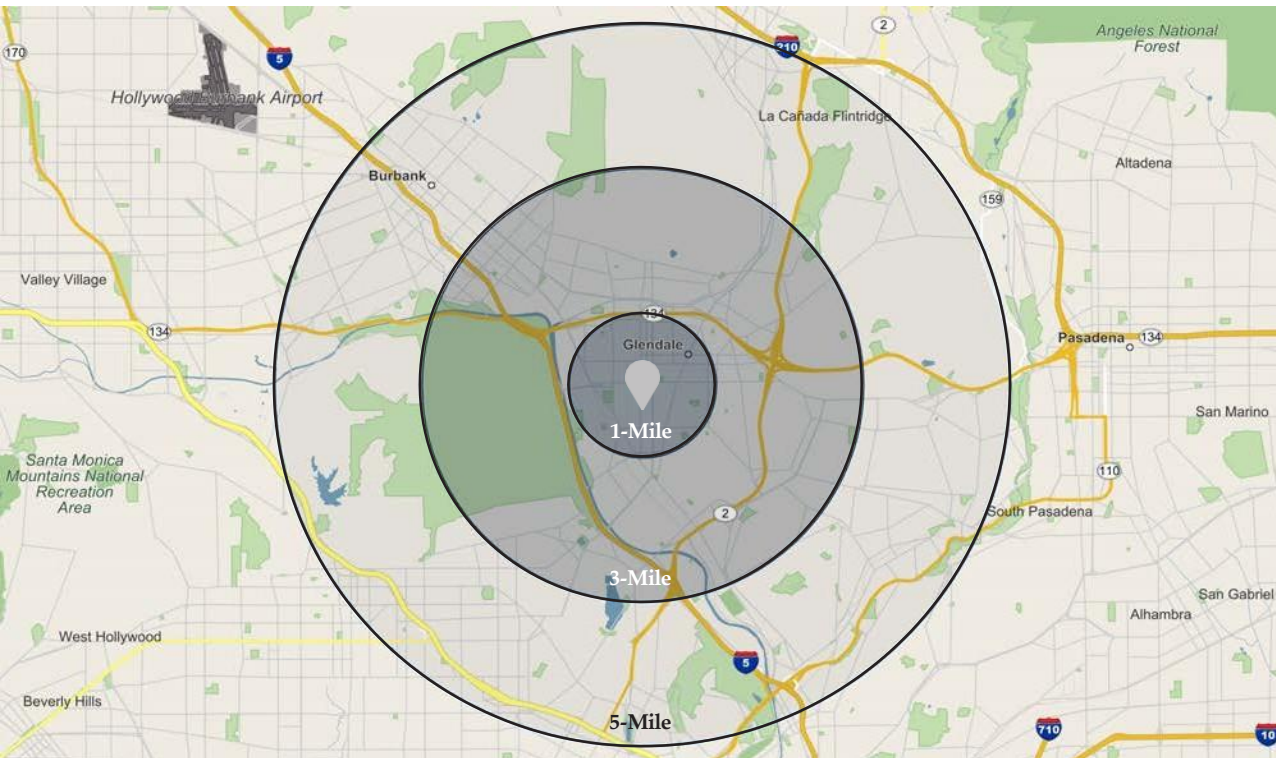 170
5
210
2
Angeles National
Forest
Hollywood Burbank Airport
La Cañada Flintridge
Altadena
Burbank
159
Valley Village
134
134
Glendale
Pasadena
134
1-Mile
San Marino
Santa Monica
Mountains National
Recreation
Area
110
2
South Pasadena
3-Mile
San Gabriel
Alhambra
West Hollywood
5
Beverly Hills
5-Mile
710
10